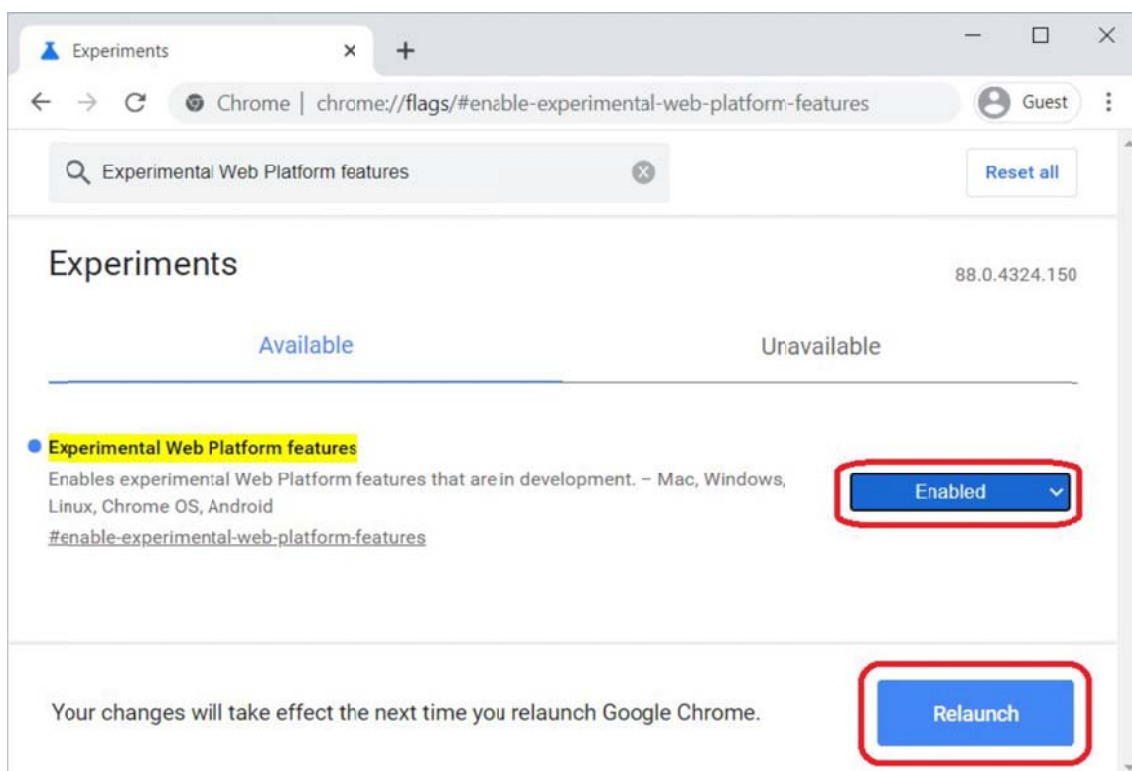 Experiments
Chrome | chrome://flags/#enable-experimental-web-platform-features
Guest
Experimental Web Platform features
Reset all
Experiments
88.0.4324.150
Available
Unavailable
Experimental Web Platform features
Enables experimental Web Platform features that are in development. – Mac, Windows,
Linux, Chrome OS, Android
#enable-experimental-web-platform-features
Enabled
Your changes will take effect the next time you relaunch Google Chrome.
Relaunch